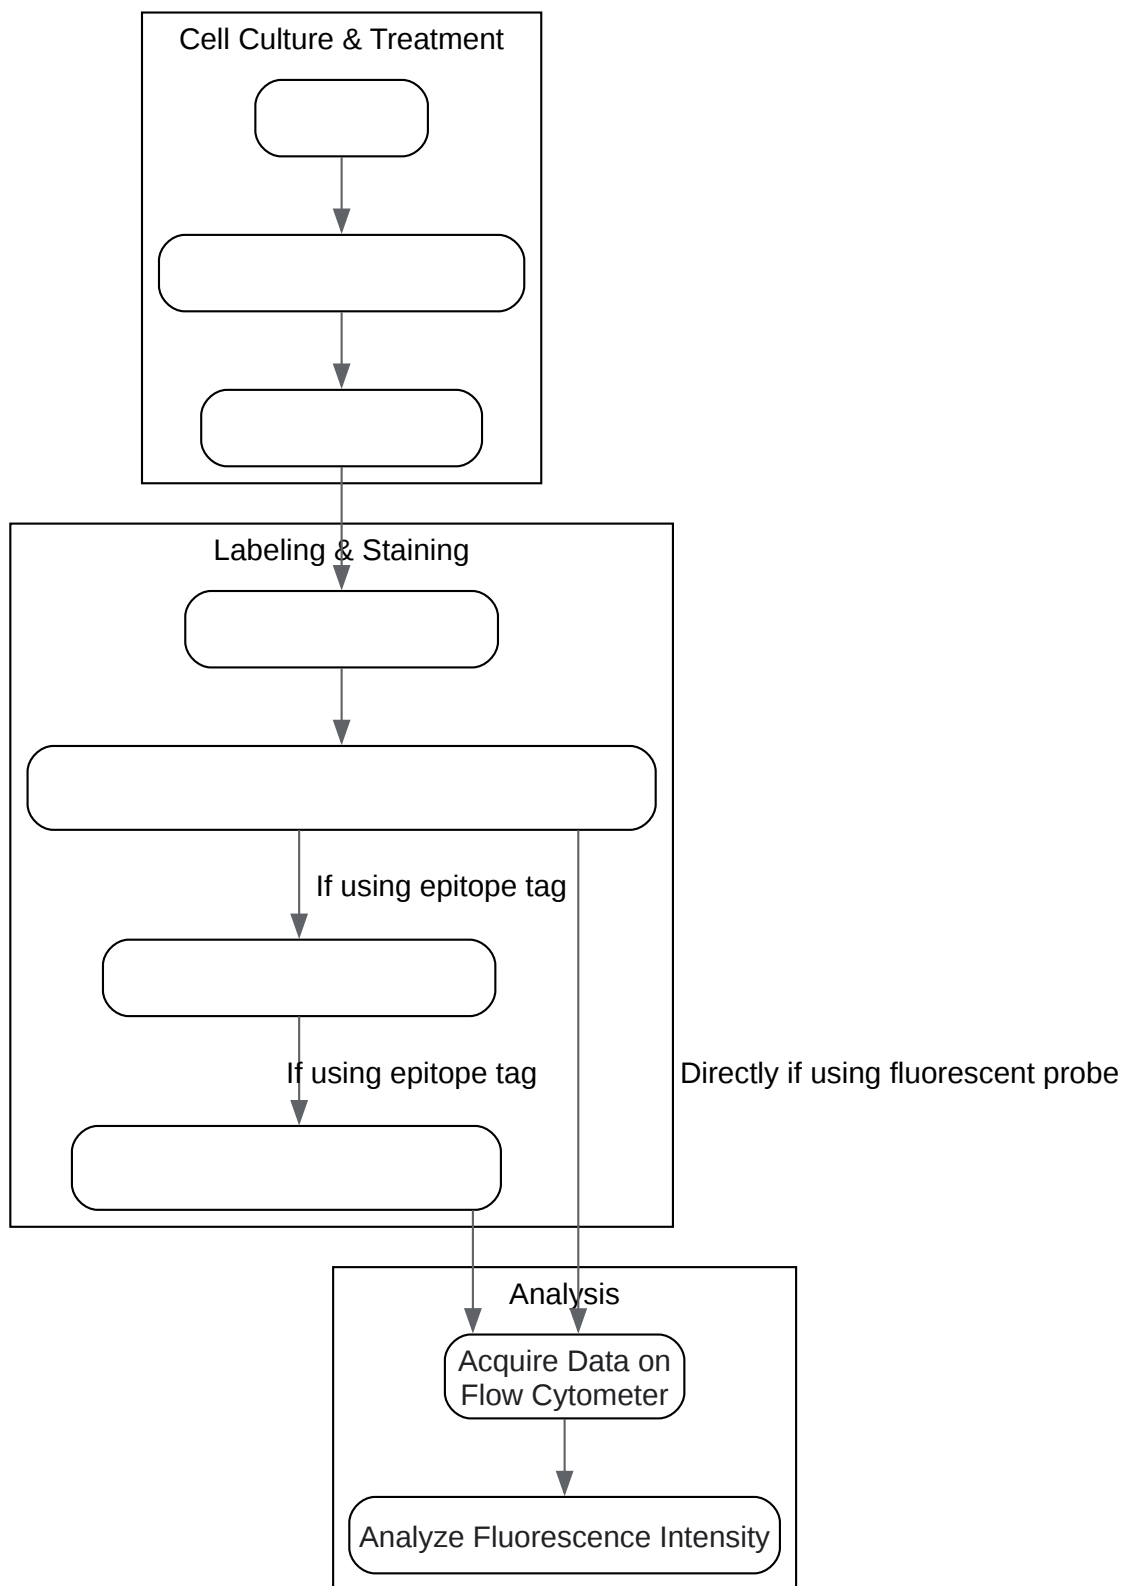 Cell Culture & Treatment
Labeling & Staining
If using epitope tag
If using epitope tag
Directly if using fluorescent probe
Analysis
Acquire Data on
Flow Cytometer
Analyze Fluorescence Intensity